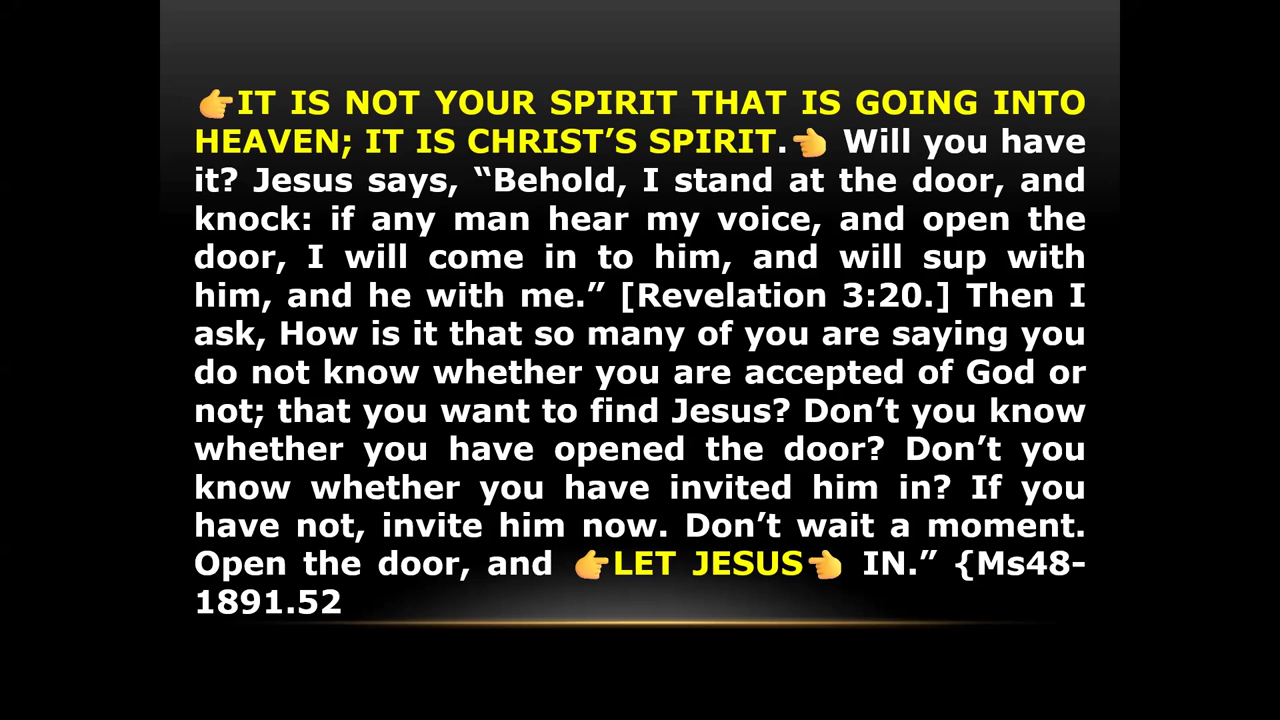 👉IT IS NOT YOUR SPIRIT THAT IS GOING INTO
HEAVEN; IT IS CHRIST’S SPIRIT.👈 Will you have
it? Jesus says, “Behold, I stand at the door, and
knock: if any man hear my voice, and open the
door, I will come in to him, and will sup with
him, and he with me.” [Revelation 3:20.] Then I
ask, How is it that so many of you are saying you
do not know whether you are accepted of God or
not; that you want to find Jesus? Don’t you know
whether you have opened the door? Don’t you
know whether you have invited him in? If you
have not, invite him now. Don’t wait a moment.
Open the door, and 👉LET JESUS👈 IN.” {Ms48-
1891.52